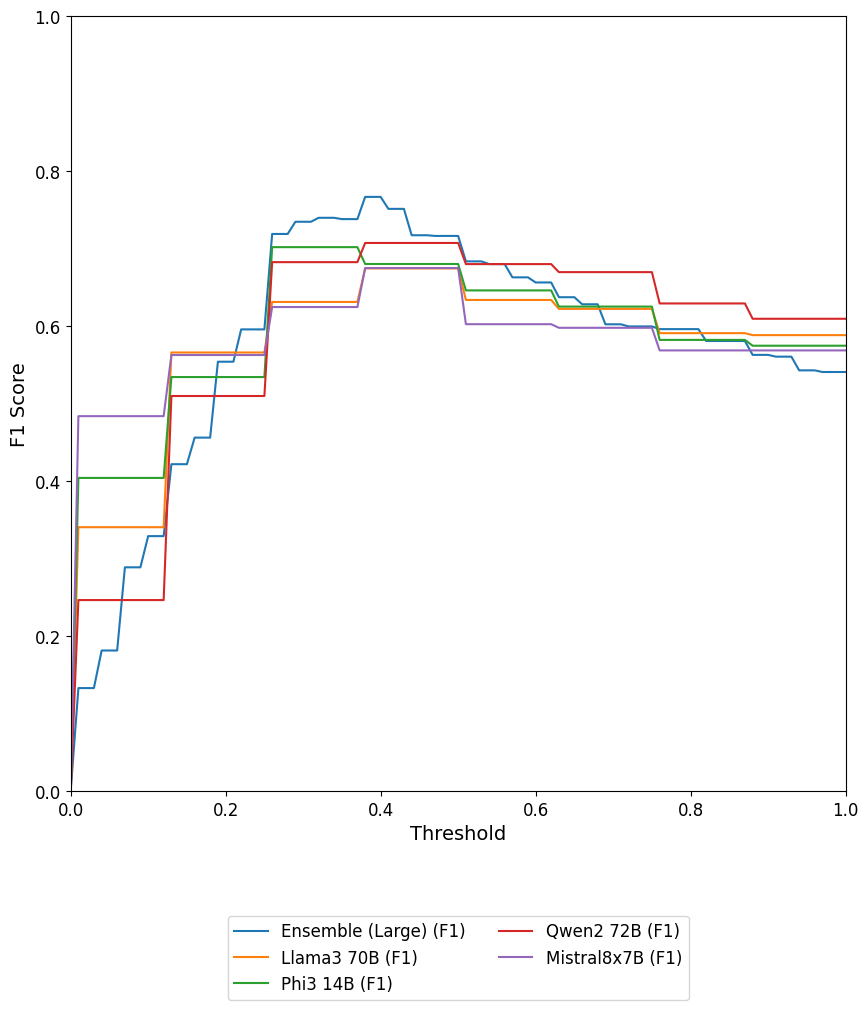 1.0
0.8
0.6
0.4
0.2
0.0
F1 Score
0.0 0.2 0.4 0.6 0.8 1.0
Threshold
Ensemble (Large) (F1)
Llama3 70B (F1)
Phi3 14B (F1)
Qwen2 72B (F1)
Mistral8x7B (F1)